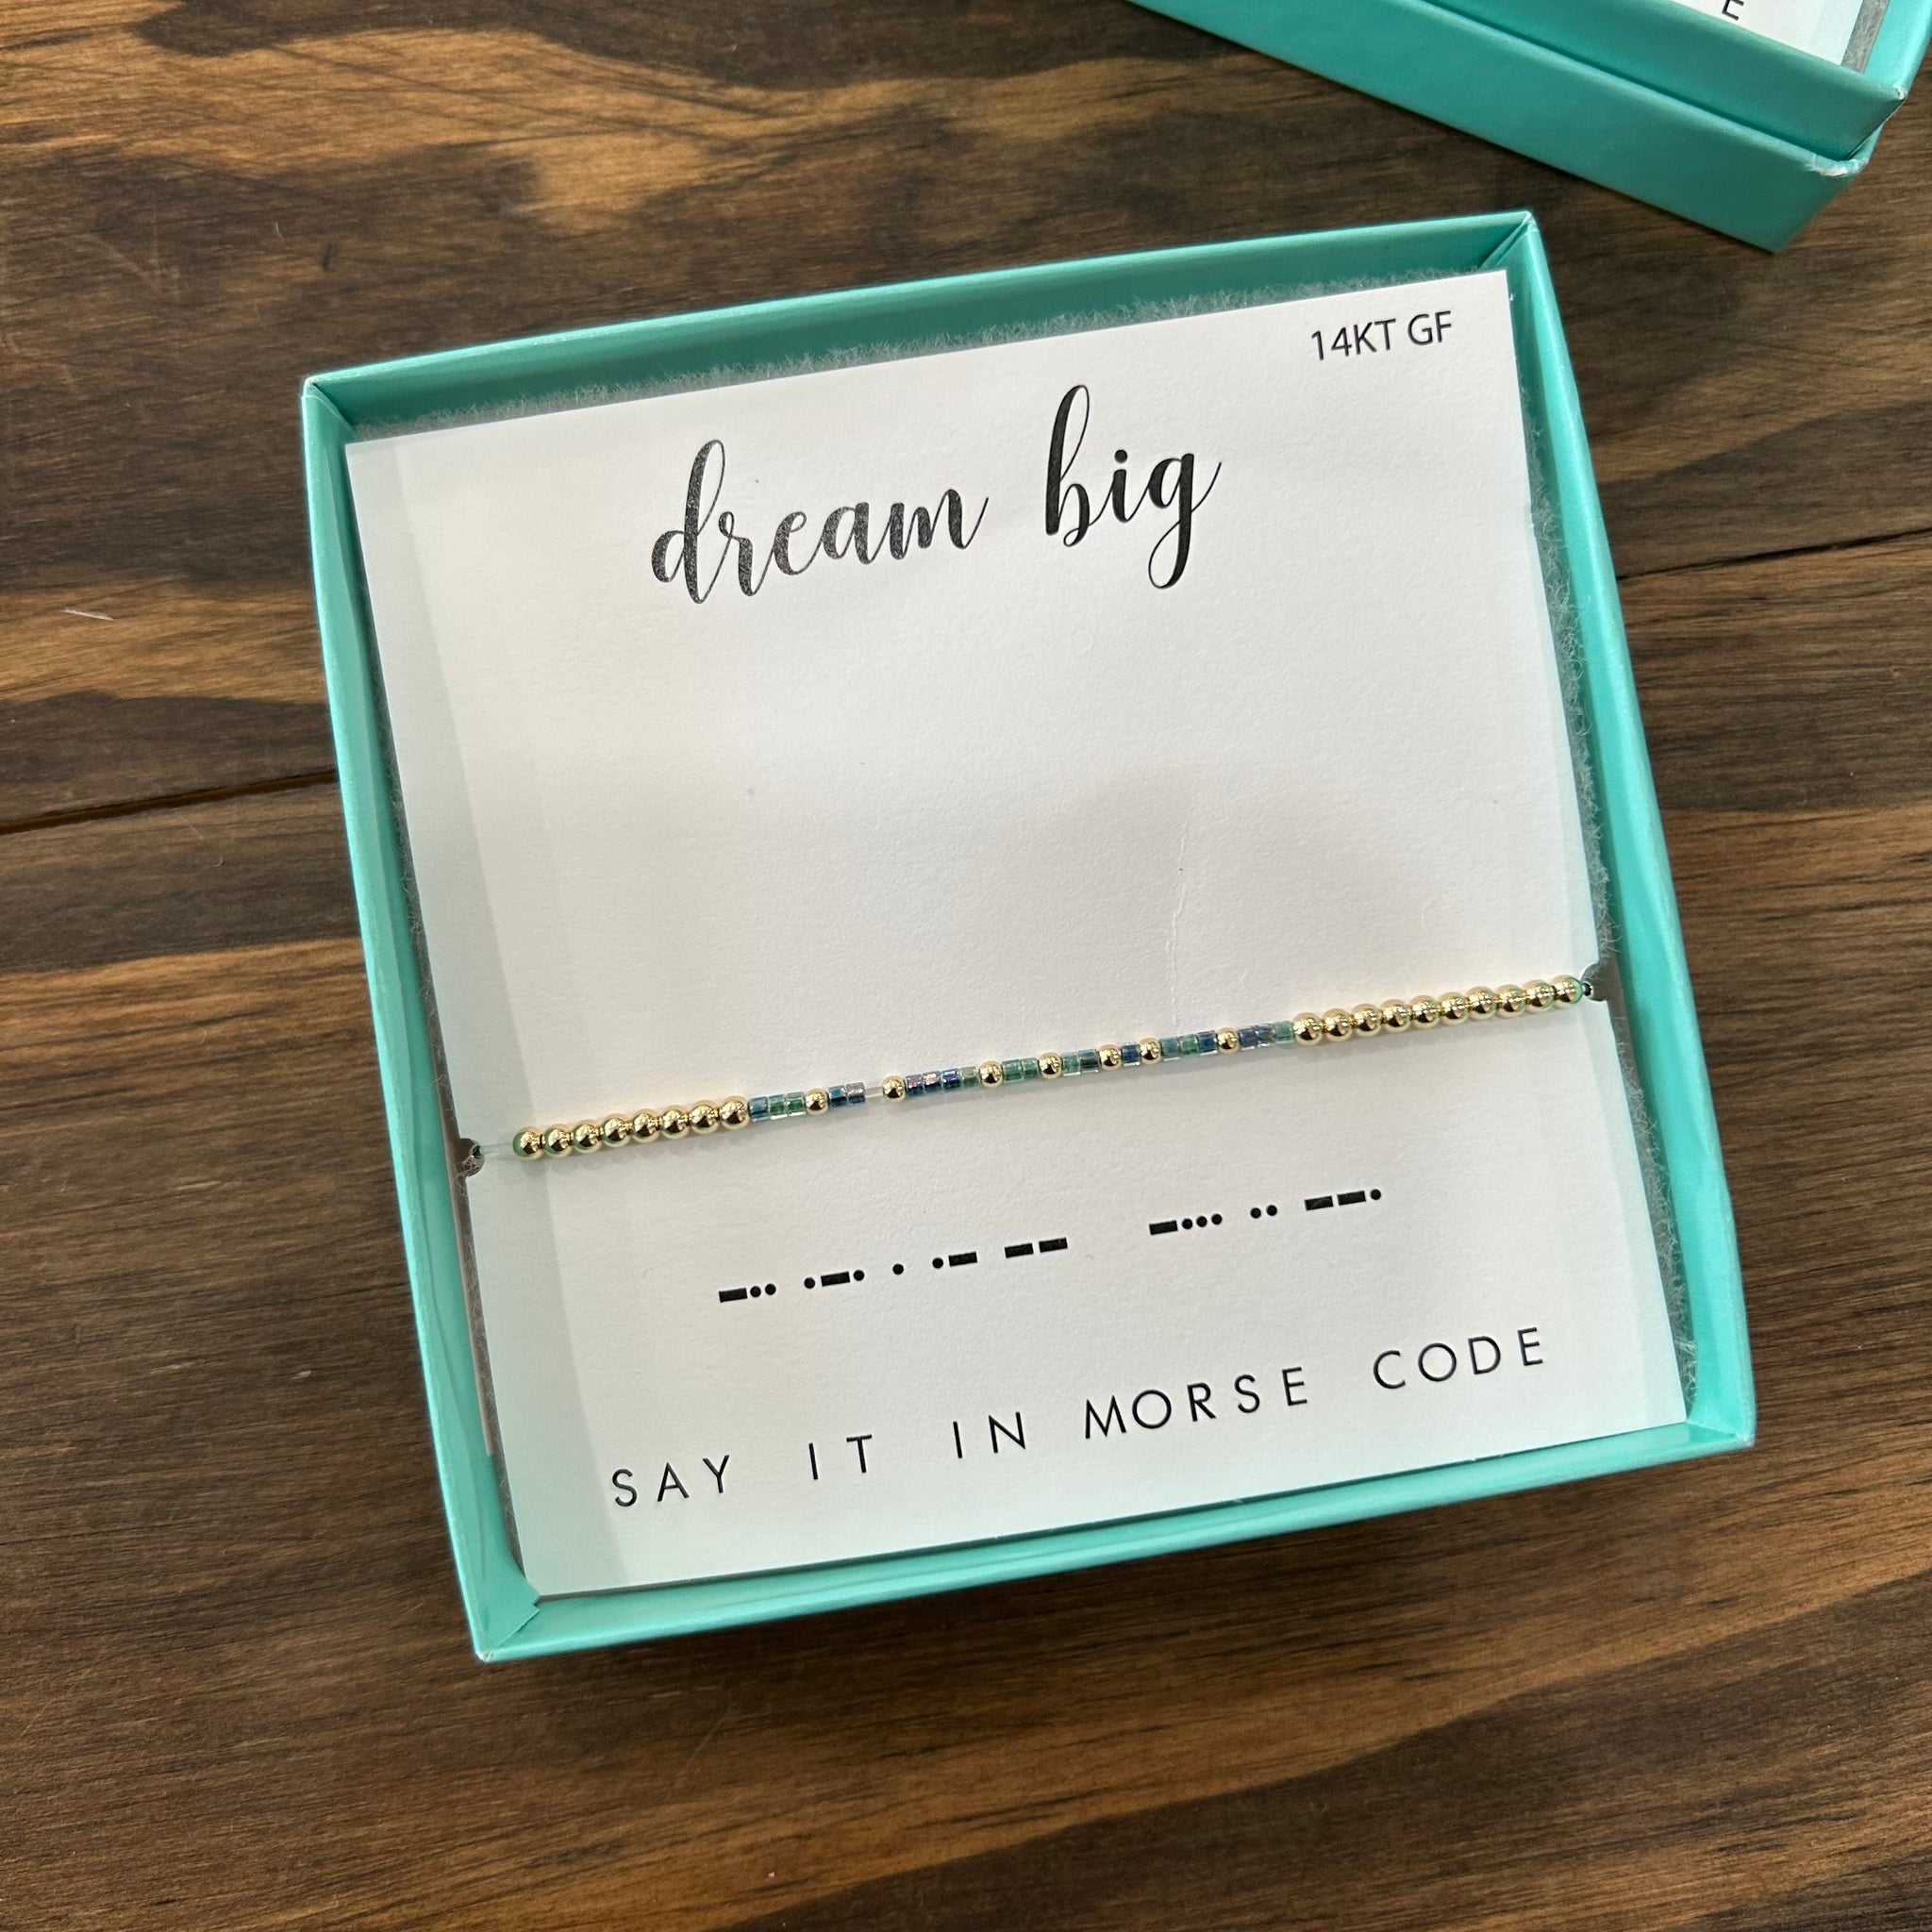 E
14KT GF
dream big
▬•• •▬• • •▬ ▬▬ ▬••• •• ▬▬•
SAY IT IN MORSE CODE